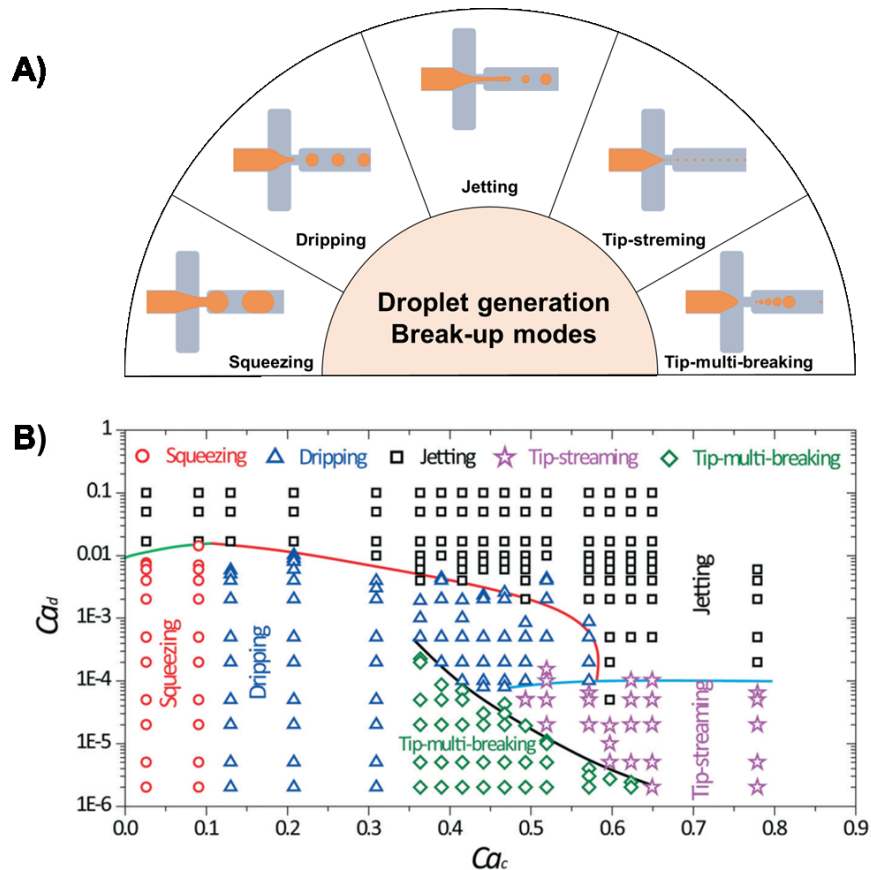 A)
Jetting
Dripping
Tip-streming
Squeezing
Tip-multi-breaking
Droplet generation
Break-up modes
B)
Squeezing Dripping Jetting Tip-streaming Tip-multi-breaking
1
0.1
0.01
1E-3
1E-4
1E-5
1E-6
Ca_d
Squeezing
Dripping
Tip-multi-breaking
Jetting
Tip-streaming
0.0 0.1 0.2 0.3 0.4 0.5 0.6 0.7 0.8 0.9
Ca_c